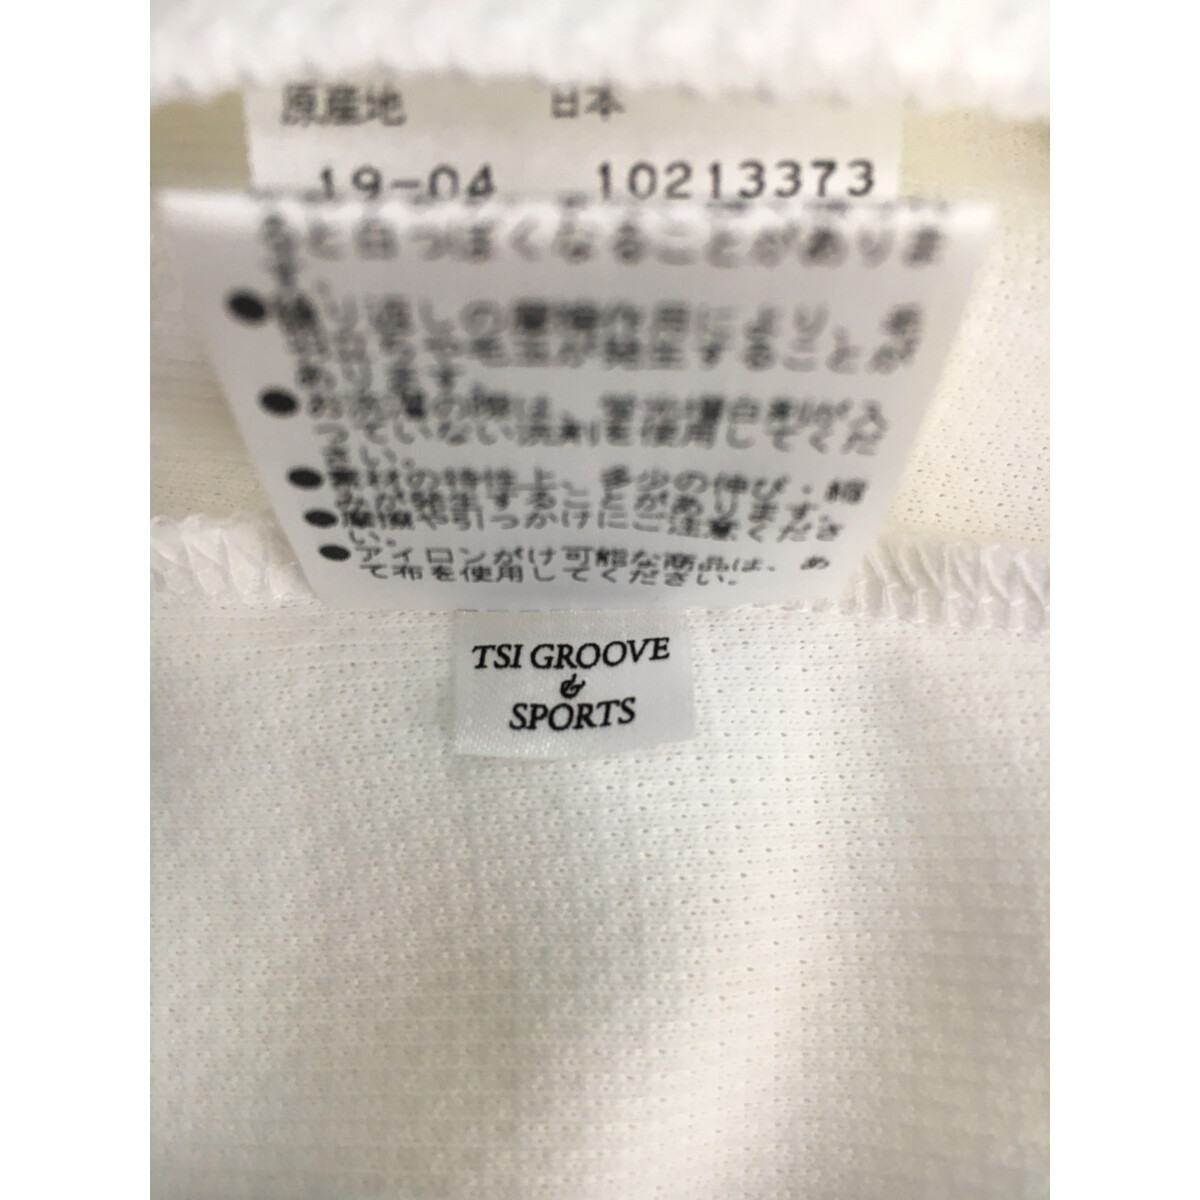 原産地 日本
19-04 10213373
ると白っぽくなることがありま
す。
●繰り返しの摩擦作用により、毛
羽立ちや毛玉が発生することが
あります。
●お洗濯の際は、蛍光増白剤が入
っていない洗剤を使用してくだ
さい。
●素材の特性上、多少の伸び・縮
みが発生することがあります。
●摩擦や引っかけにご注意くださ
い。
●アイロンがけ可能な商品は、あ
て布を使用してください。
TSI GROOVE
&
SPORTS